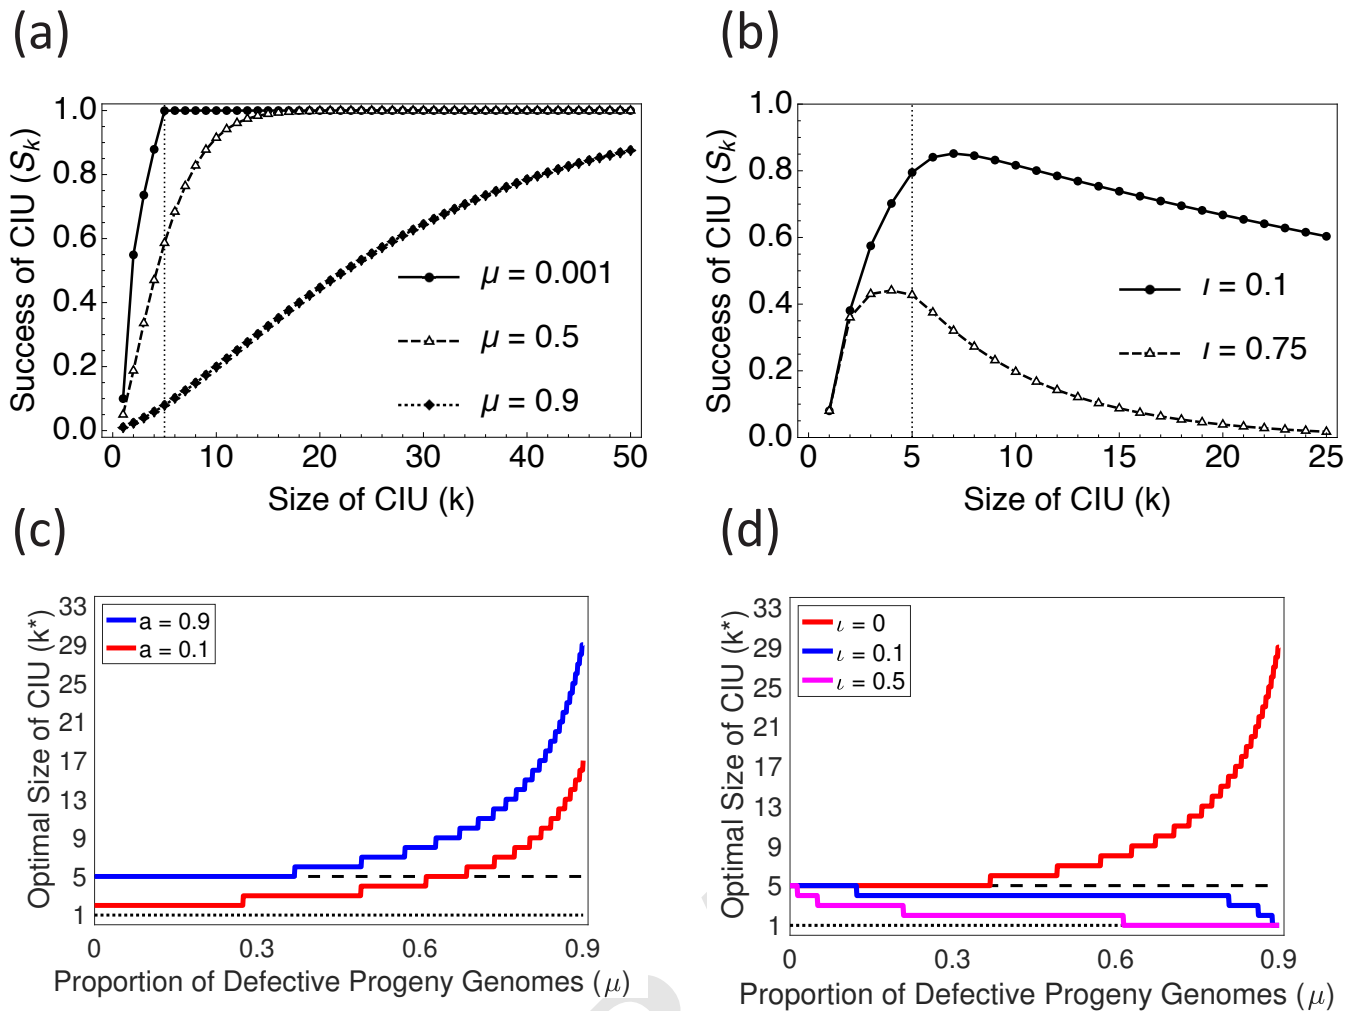 (a)
1.0
0.8
0.6
0.4
0.2
0.0
Success of CIU (Sk)
μ = 0.001
μ = 0.5
μ = 0.9
0 10 20 30 40 50
Size of CIU (k)
(b)
1.0
0.8
0.6
0.4
0.2
0.0
Success of CIU (Sk)
ι = 0.1
ι = 0.75
0 5 10 15 20 25
Size of CIU (k)
(c)
33
29
25
21
17
13
9
5
1
Optimal Size of CIU (k*)
a = 0.9
a = 0.1
0 0.3 0.6 0.9
Proportion of Defective Progeny Genomes (μ)
(d)
33
29
25
21
17
13
9
5
1
Optimal Size of CIU (k*)
ι = 0
ι = 0.1
ι = 0.5
0 0.3 0.6 0.9
Proportion of Defective Progeny Genomes (μ)